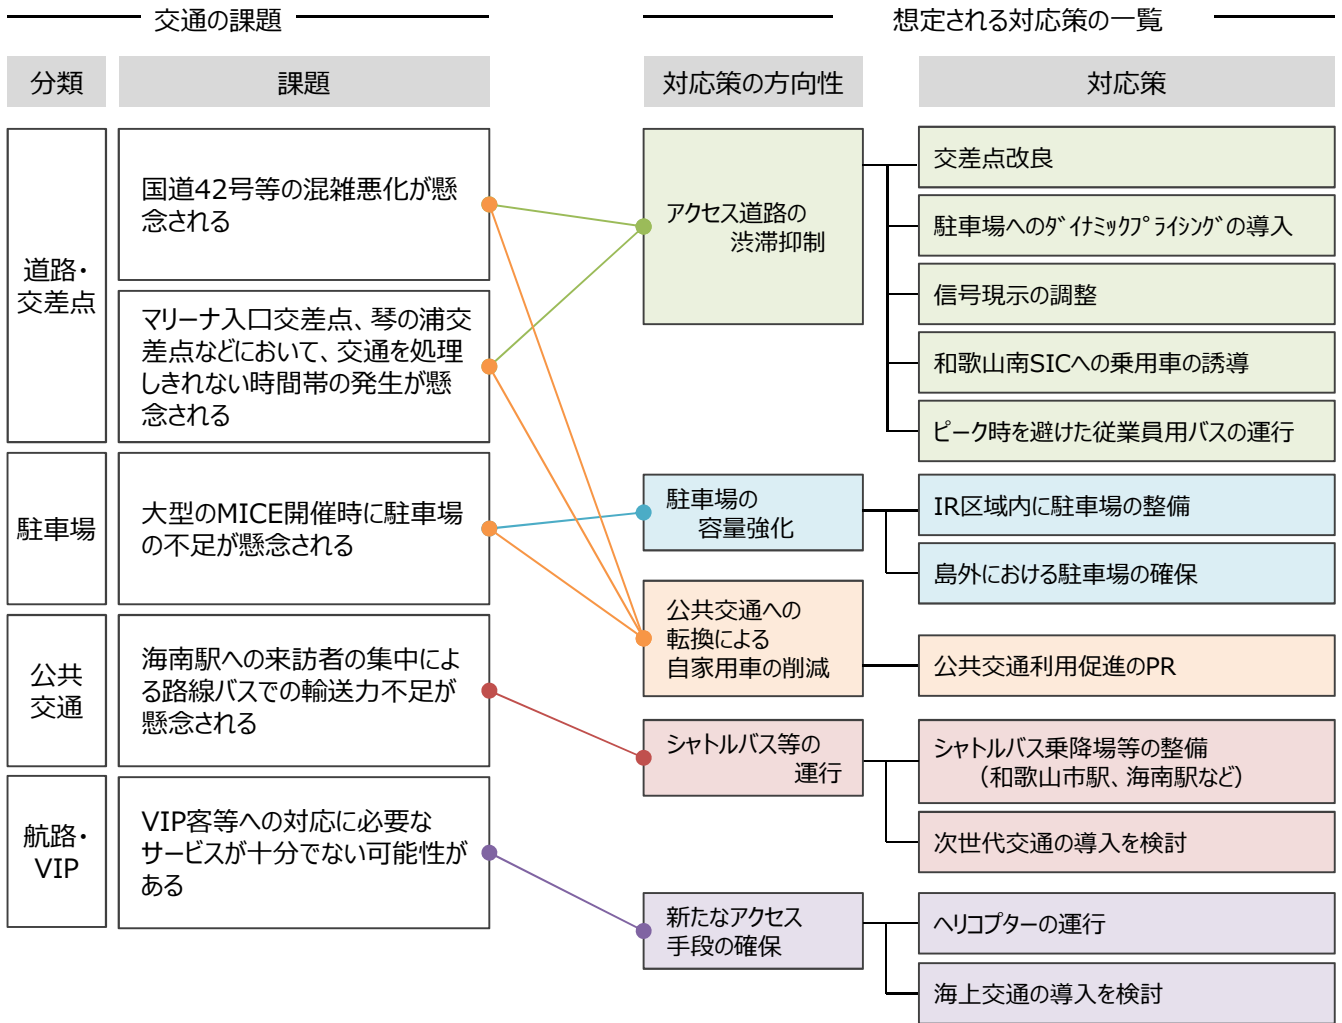 交通の課題
想定される対応策の一覧
分類
課題
対応策の方向性
対応策
道路・
交差点
国道42号等の混雑悪化が懸
念される
マリーナ入口交差点、琴の浦交
差点などにおいて、交通を処理
しきれない時間帯の発生が懸
念される
駐車場
大型のMICE開催時に駐車場
の不足が懸念される
公共
交通
海南駅への来訪者の集中によ
る路線バスでの輸送力不足が
懸念される
航路・
VIP
VIP客等への対応に必要な
サービスが十分でない可能性が
ある
アクセス道路の
渋滞抑制
交差点改良
駐車場へのﾀﾞｲﾅﾐｯｸﾌﾟﾗｲｼﾝｸﾞの導入
信号現示の調整
和歌山南SICへの乗用車の誘導
ピーク時を避けた従業員用バスの運行
駐車場の
容量強化
IR区域内に駐車場の整備
島外における駐車場の確保
公共交通への
転換による
自家用車の削減
公共交通利用促進のPR
シャトルバス等の
運行
シャトルバス乗降場等の整備
（和歌山市駅、海南駅など）
次世代交通の導入を検討
新たなアクセス
手段の確保
ヘリコプターの運行
海上交通の導入を検討